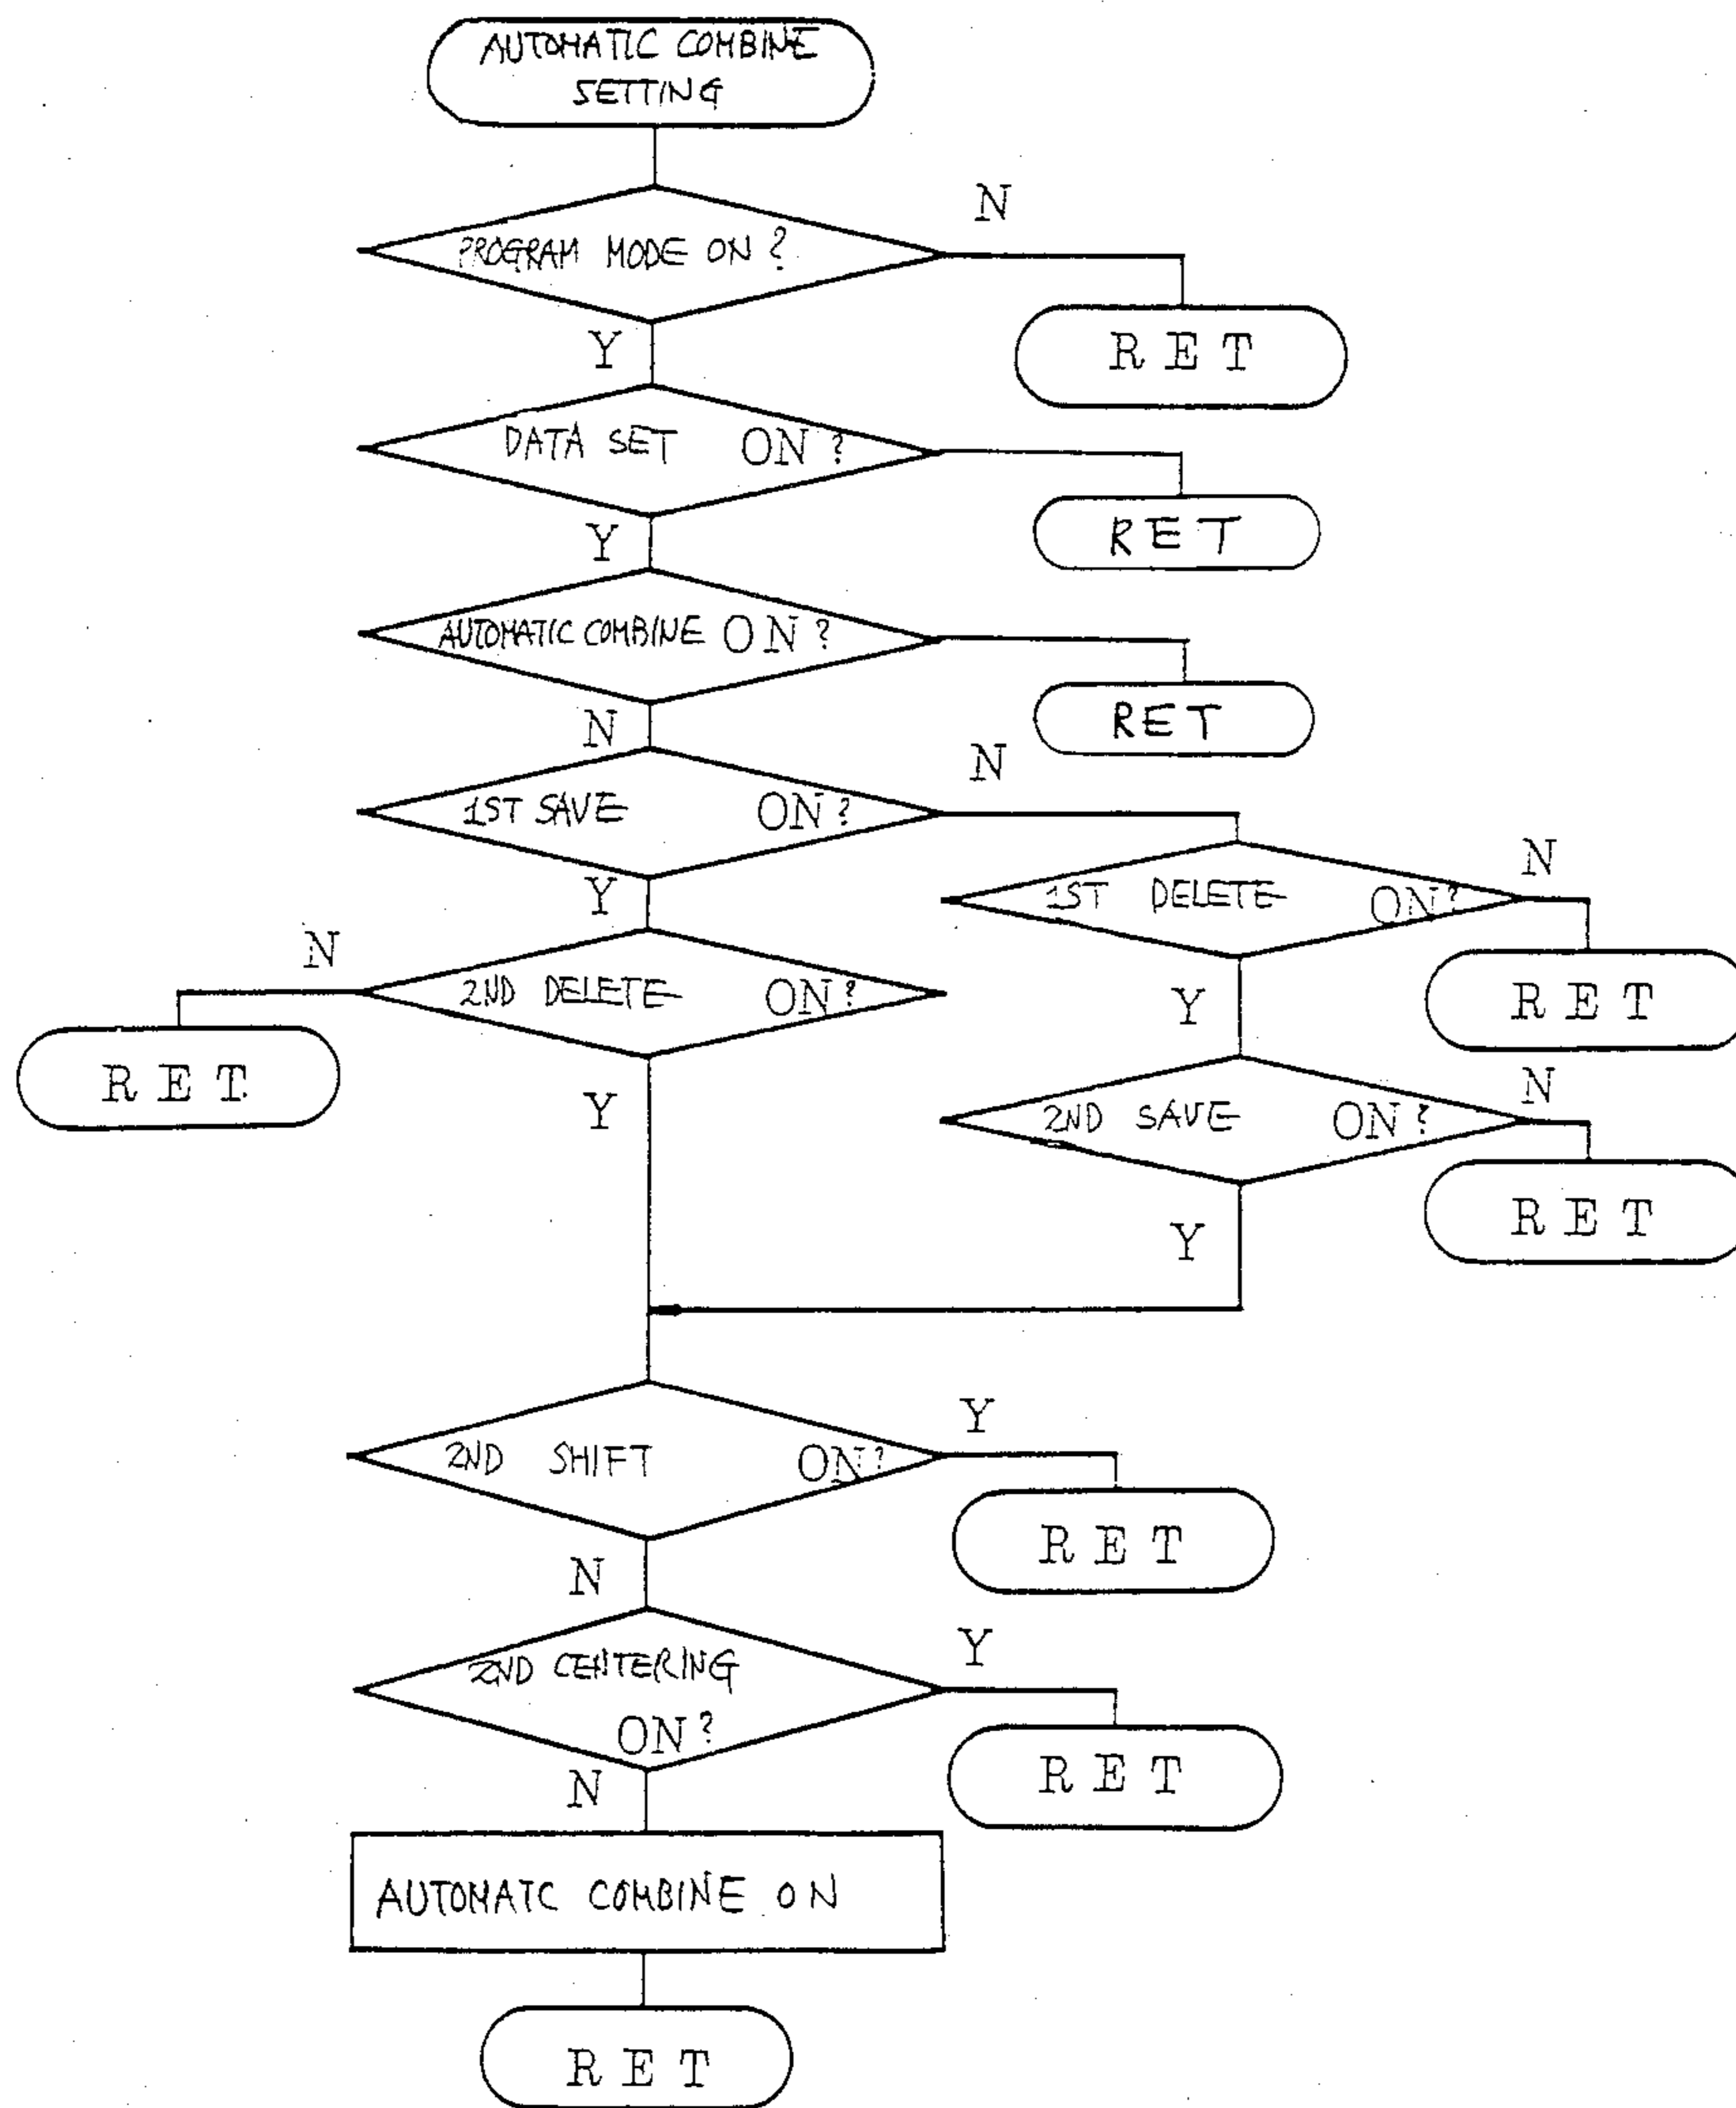 AUTOMATIC COMBINE
SETTING
PROGRAM MODE ON ?
N
RET
Y
DATA SET ON ?
RET
Y
AUTOMATIC COMBINE ON ?
RET
N
1ST SAVE ON ?
N
Y
1ST DELETE ON ?
N
RET
2ND DELETE ON ?
N
RET
Y
Y
2ND SAVE ON ?
N
RET
Y
2ND SHIFT ON ?
Y
RET
N
2ND CENTERING
ON ?
Y
RET
N
AUTOMATC COMBINE ON
RET